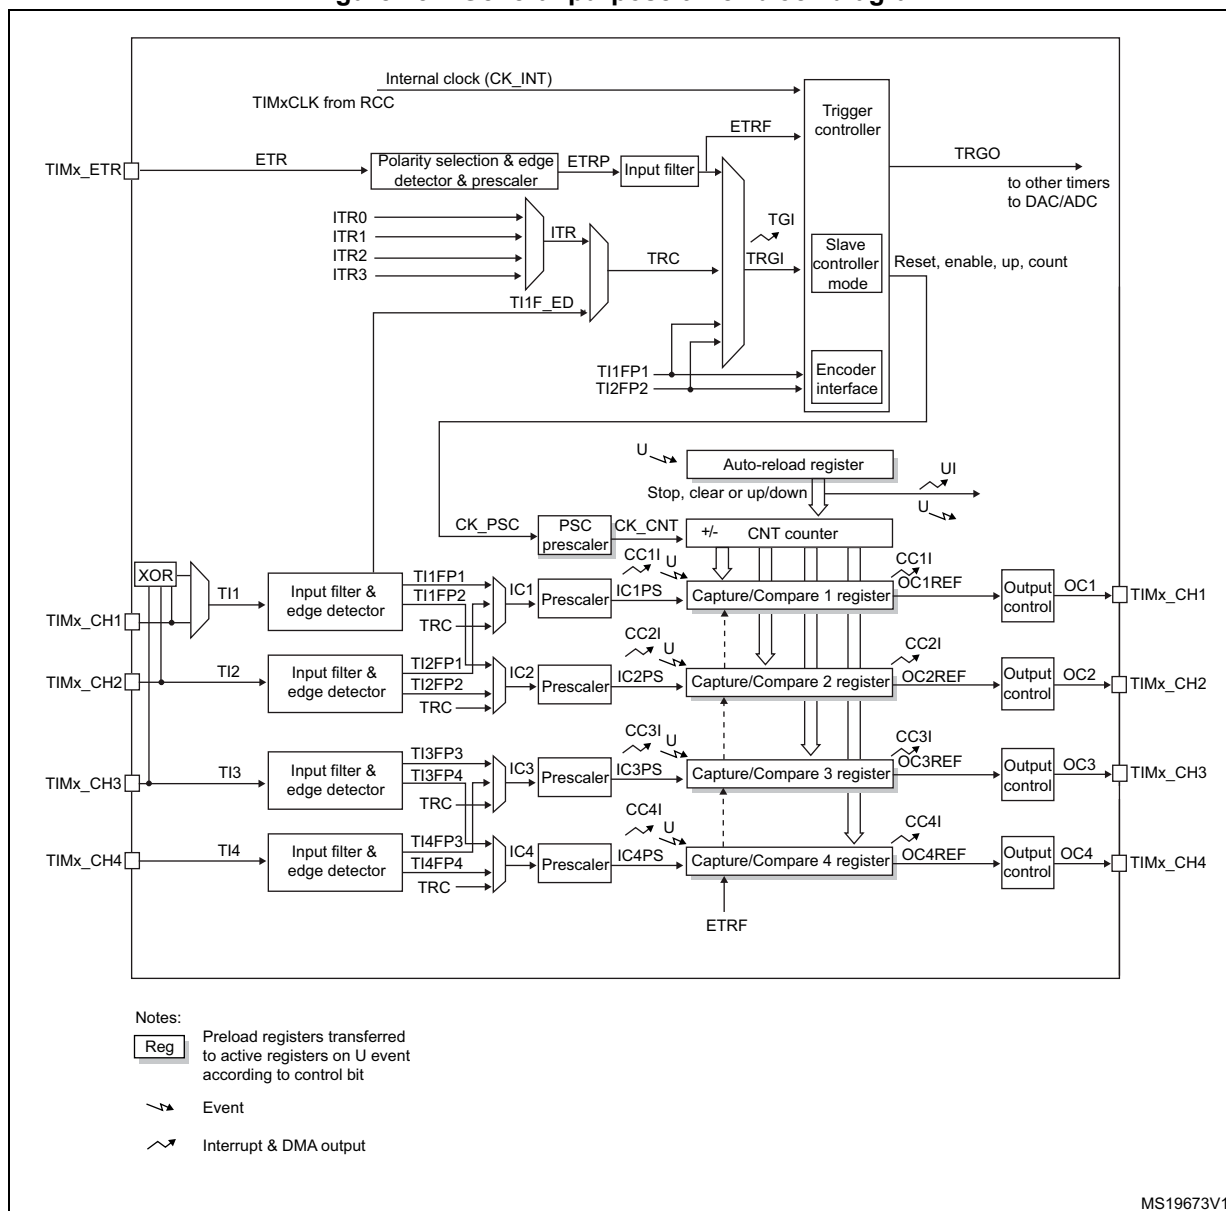 Internal clock (CK_INT)
TIMxCLK from RCC
Trigger
controller
ETRF
TIMx_ETR
ETR
Polarity selection & edge
detector & prescaler
ETRP
Input filter
TRGO
to other timers
to DAC/ADC
ITR0
ITR1
ITR2
ITR3
ITR
TRC
TGI
TRGI
Slave
controller
mode
Reset, enable, up, count
TI1F_ED
TI1FP1
TI2FP2
Encoder
interface
U
Auto-reload register
UI
Stop, clear or up/down
U
CK_PSC
PSC
prescaler
CK_CNT
+/-
CNT counter
XOR
TI1
Input filter &
edge detector
TI1FP1
TI1FP2
TRC
IC1
Prescaler
IC1PS
CC1I
U
Capture/Compare 1 register
CC1I
OC1REF
Output
control
OC1
TIMx_CH1
TIMx_CH1
TIMx_CH2
TI2
Input filter &
edge detector
TI2FP1
TI2FP2
TRC
IC2
Prescaler
IC2PS
CC2I
U
Capture/Compare 2 register
CC2I
OC2REF
Output
control
OC2
TIMx_CH2
TIMx_CH3
TI3
Input filter &
edge detector
TI3FP3
TI3FP4
TRC
IC3
Prescaler
IC3PS
CC3I
U
Capture/Compare 3 register
CC3I
OC3REF
Output
control
OC3
TIMx_CH3
TIMx_CH4
TI4
Input filter &
edge detector
TI4FP3
TI4FP4
TRC
IC4
Prescaler
IC4PS
CC4I
U
Capture/Compare 4 register
CC4I
OC4REF
Output
control
OC4
TIMx_CH4
ETRF
Notes:
Reg
Preload registers transferred
to active registers on U event
according to control bit
Event
Interrupt & DMA output
MS19673V1